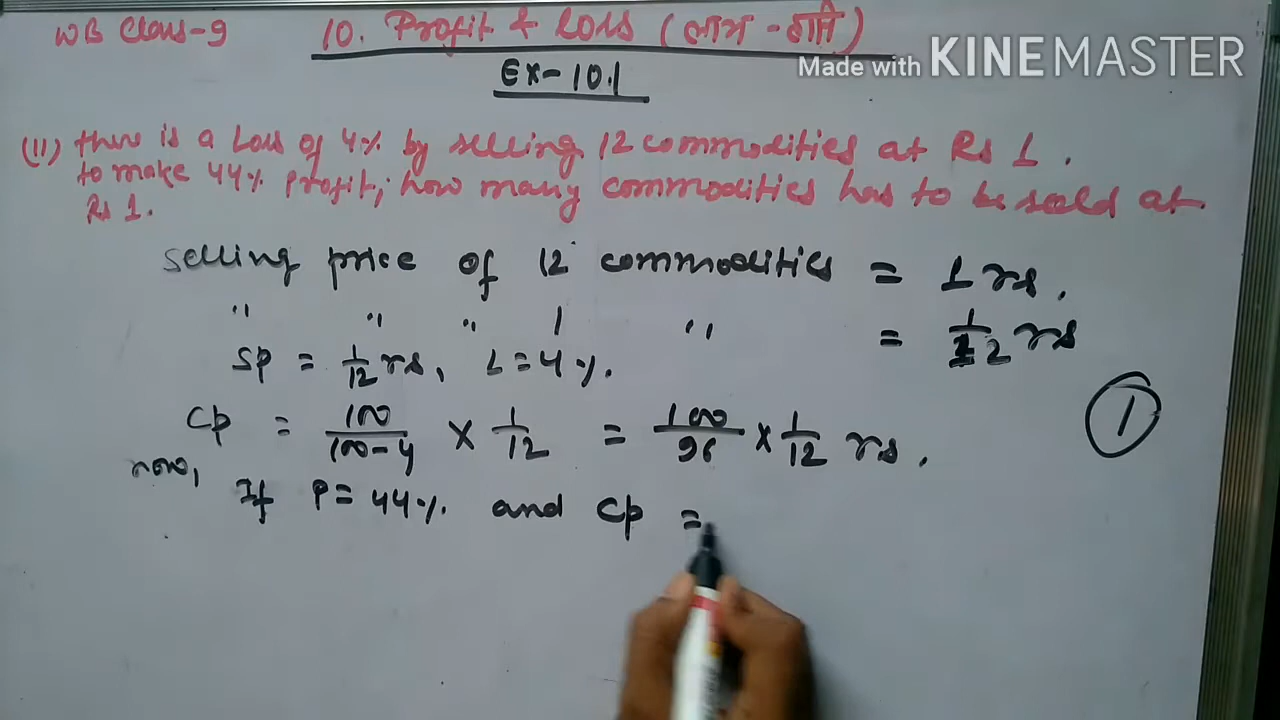 WB Class-9
10. Profit & Loss (लाभ - हानि)
Made with KINEMASTER
Ex-10.1
(11) there is a Loss of 4% by selling 12 commodities at Rs 1.
to make 44% profit, how many commodities has to be sold at
Rs 1.
selling price of 12 commodities = 1 rs.
" " " 1 " = 1/12 rs
SP = 1/12 rs, L = 4%.
CP = 100/100-4 × 1/12 = 100/96 × 1/12 rs.
1
now,
If P = 44% and CP =